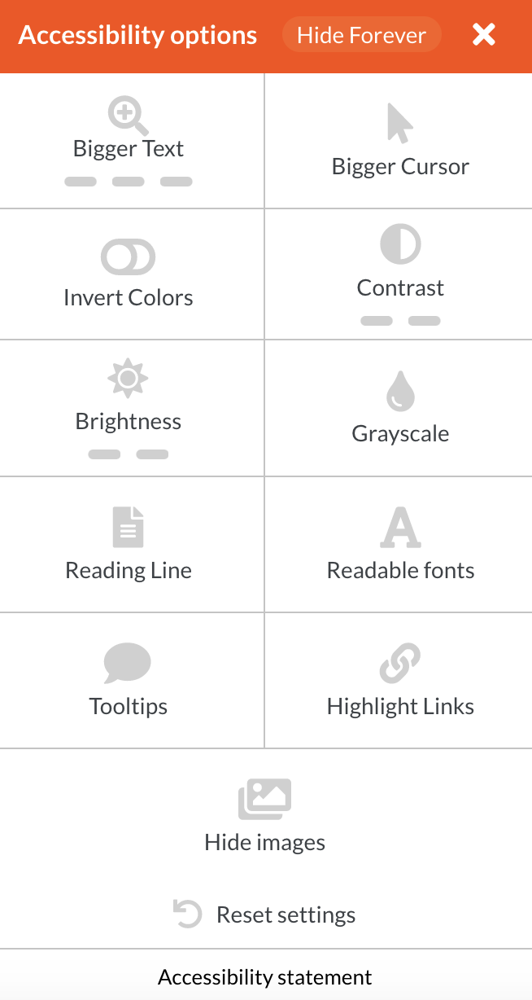 Accessibility options Hide Forever
Bigger Text
Bigger Cursor
Invert Colors
Contrast
Brightness
Grayscale
Reading Line
Readable fonts
Tooltips
Highlight Links
Hide images
Reset settings
Accessibility statement